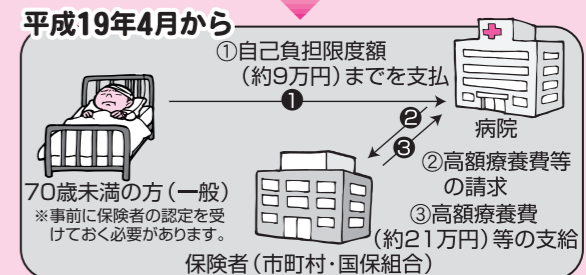 平成19年4月から
①自己負担限度額
(約9万円)までを支払
❶
❷
❸
病院
②高額療養費等
の請求
③高額療養費
(約21万円)等の支給
70歳未満の方(一般)
※事前に保険者の認定を受
けておく必要があります。
保険者(市町村・国保組合)